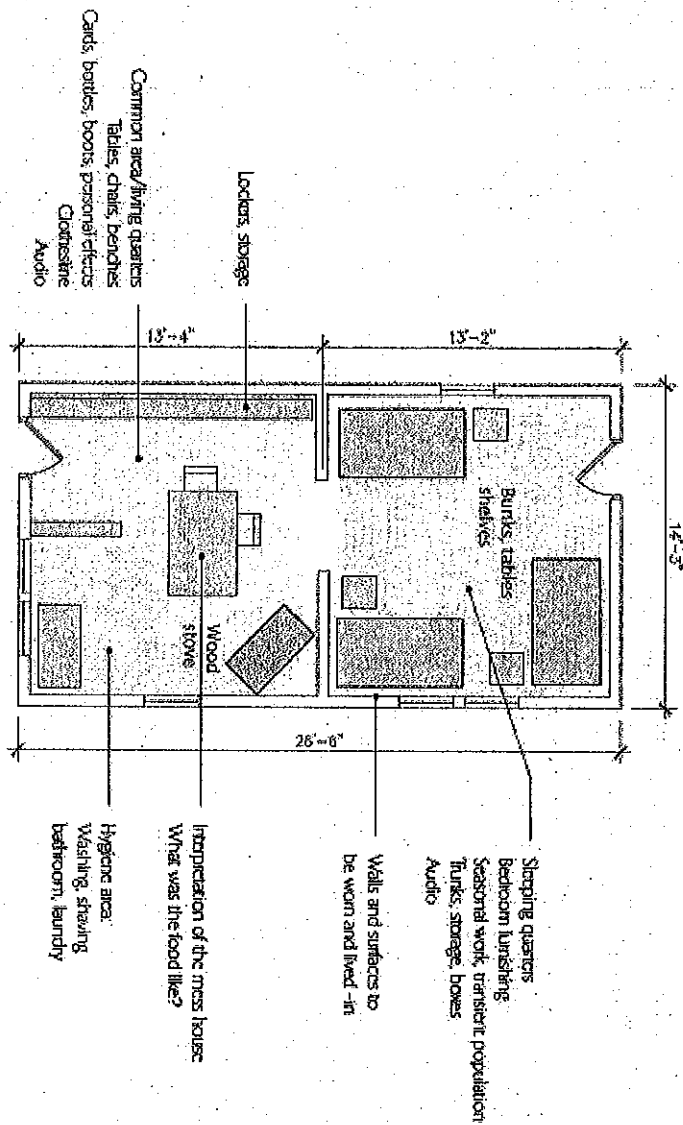 Common area/living quarters
Tables, chairs, benches
Cards, bottles, boots, personal effects
Clothesline
Audio
Lockers, storage
13'-4"
13'-2"
14'-3"
26'-6"
Bunks, tables
shelves
Wood
stove
Sleeping quarters
Bedroom furnishing
Seasonal work, transient population
Trunks, storage, boxes
Audio
Walls and surfaces to
be worn and lived-in
Interpretation of the mess house
What was the food like?
Hygiene area:
Washing, shaving
bathroom, laundry